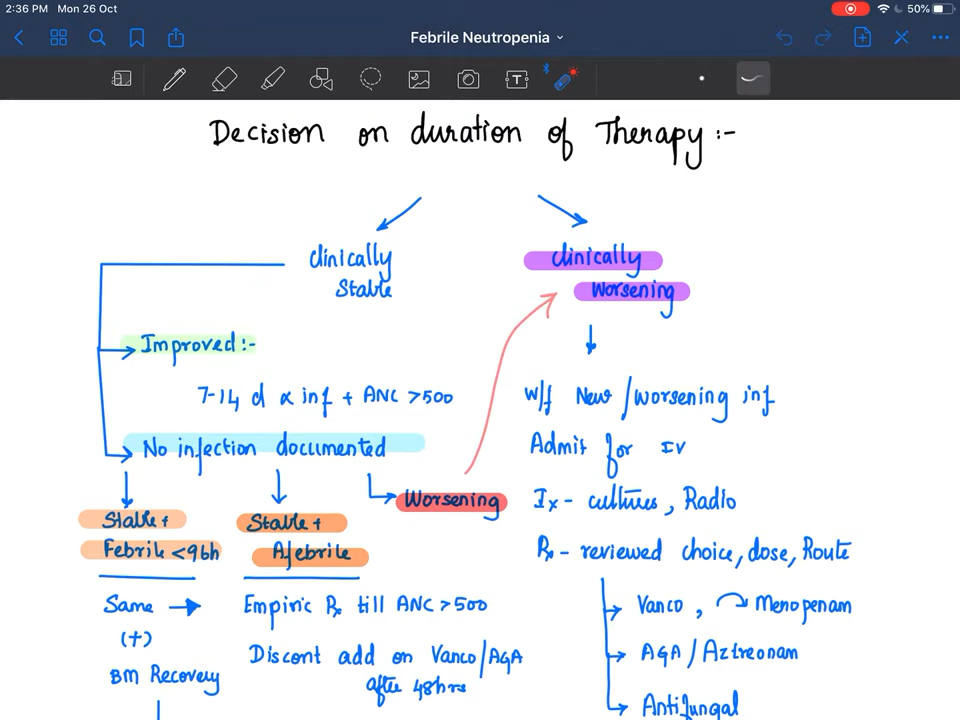 2:36 PM Mon 26 Oct
50%
Febrile Neutropenia
Decision on duration of Therapy :-
Clinically
Stable
Clinically
Worsening
Improved :-
7-14 d α inf + ANC >500
No infection documented
Worsening
Stable +
Febrile <96h
Same
(+)
BM Recovery
Stable +
Afebrile
Empiric Rx till ANC >500
Discont add on Vanco/AGA
after 48hrs
W/f New /worsening inf
Admit for IV
Ix - cultures, Radio
Rx - reviewed choice, dose, Route
Vanco, Menopenam
AGA / Aztreonam
Antifungal